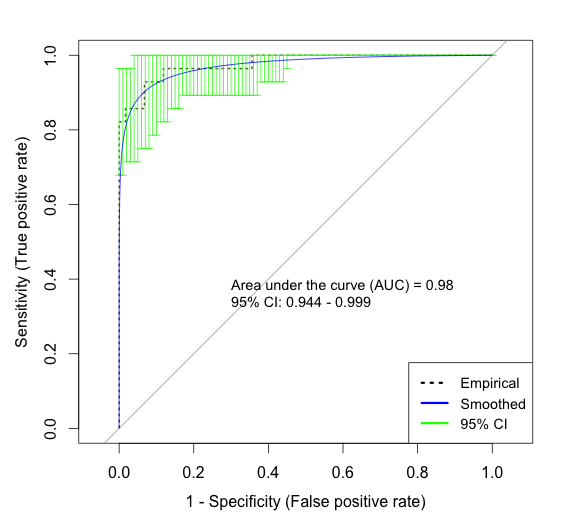 Sensitivity (True positive rate)
1.0
0.8
0.6
0.4
0.2
0.0
Area under the curve (AUC) = 0.98
95% CI: 0.944 - 0.999
Empirical
Smoothed
95% CI
0.0 0.2 0.4 0.6 0.8 1.0
1 - Specificity (False positive rate)